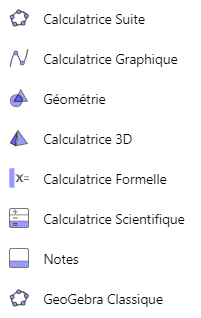 Calculatrice Suite
Calculatrice Graphique
Géométrie
Calculatrice 3D
x= Calculatrice Formelle
Calculatrice Scientifique
Notes
GeoGebra Classique